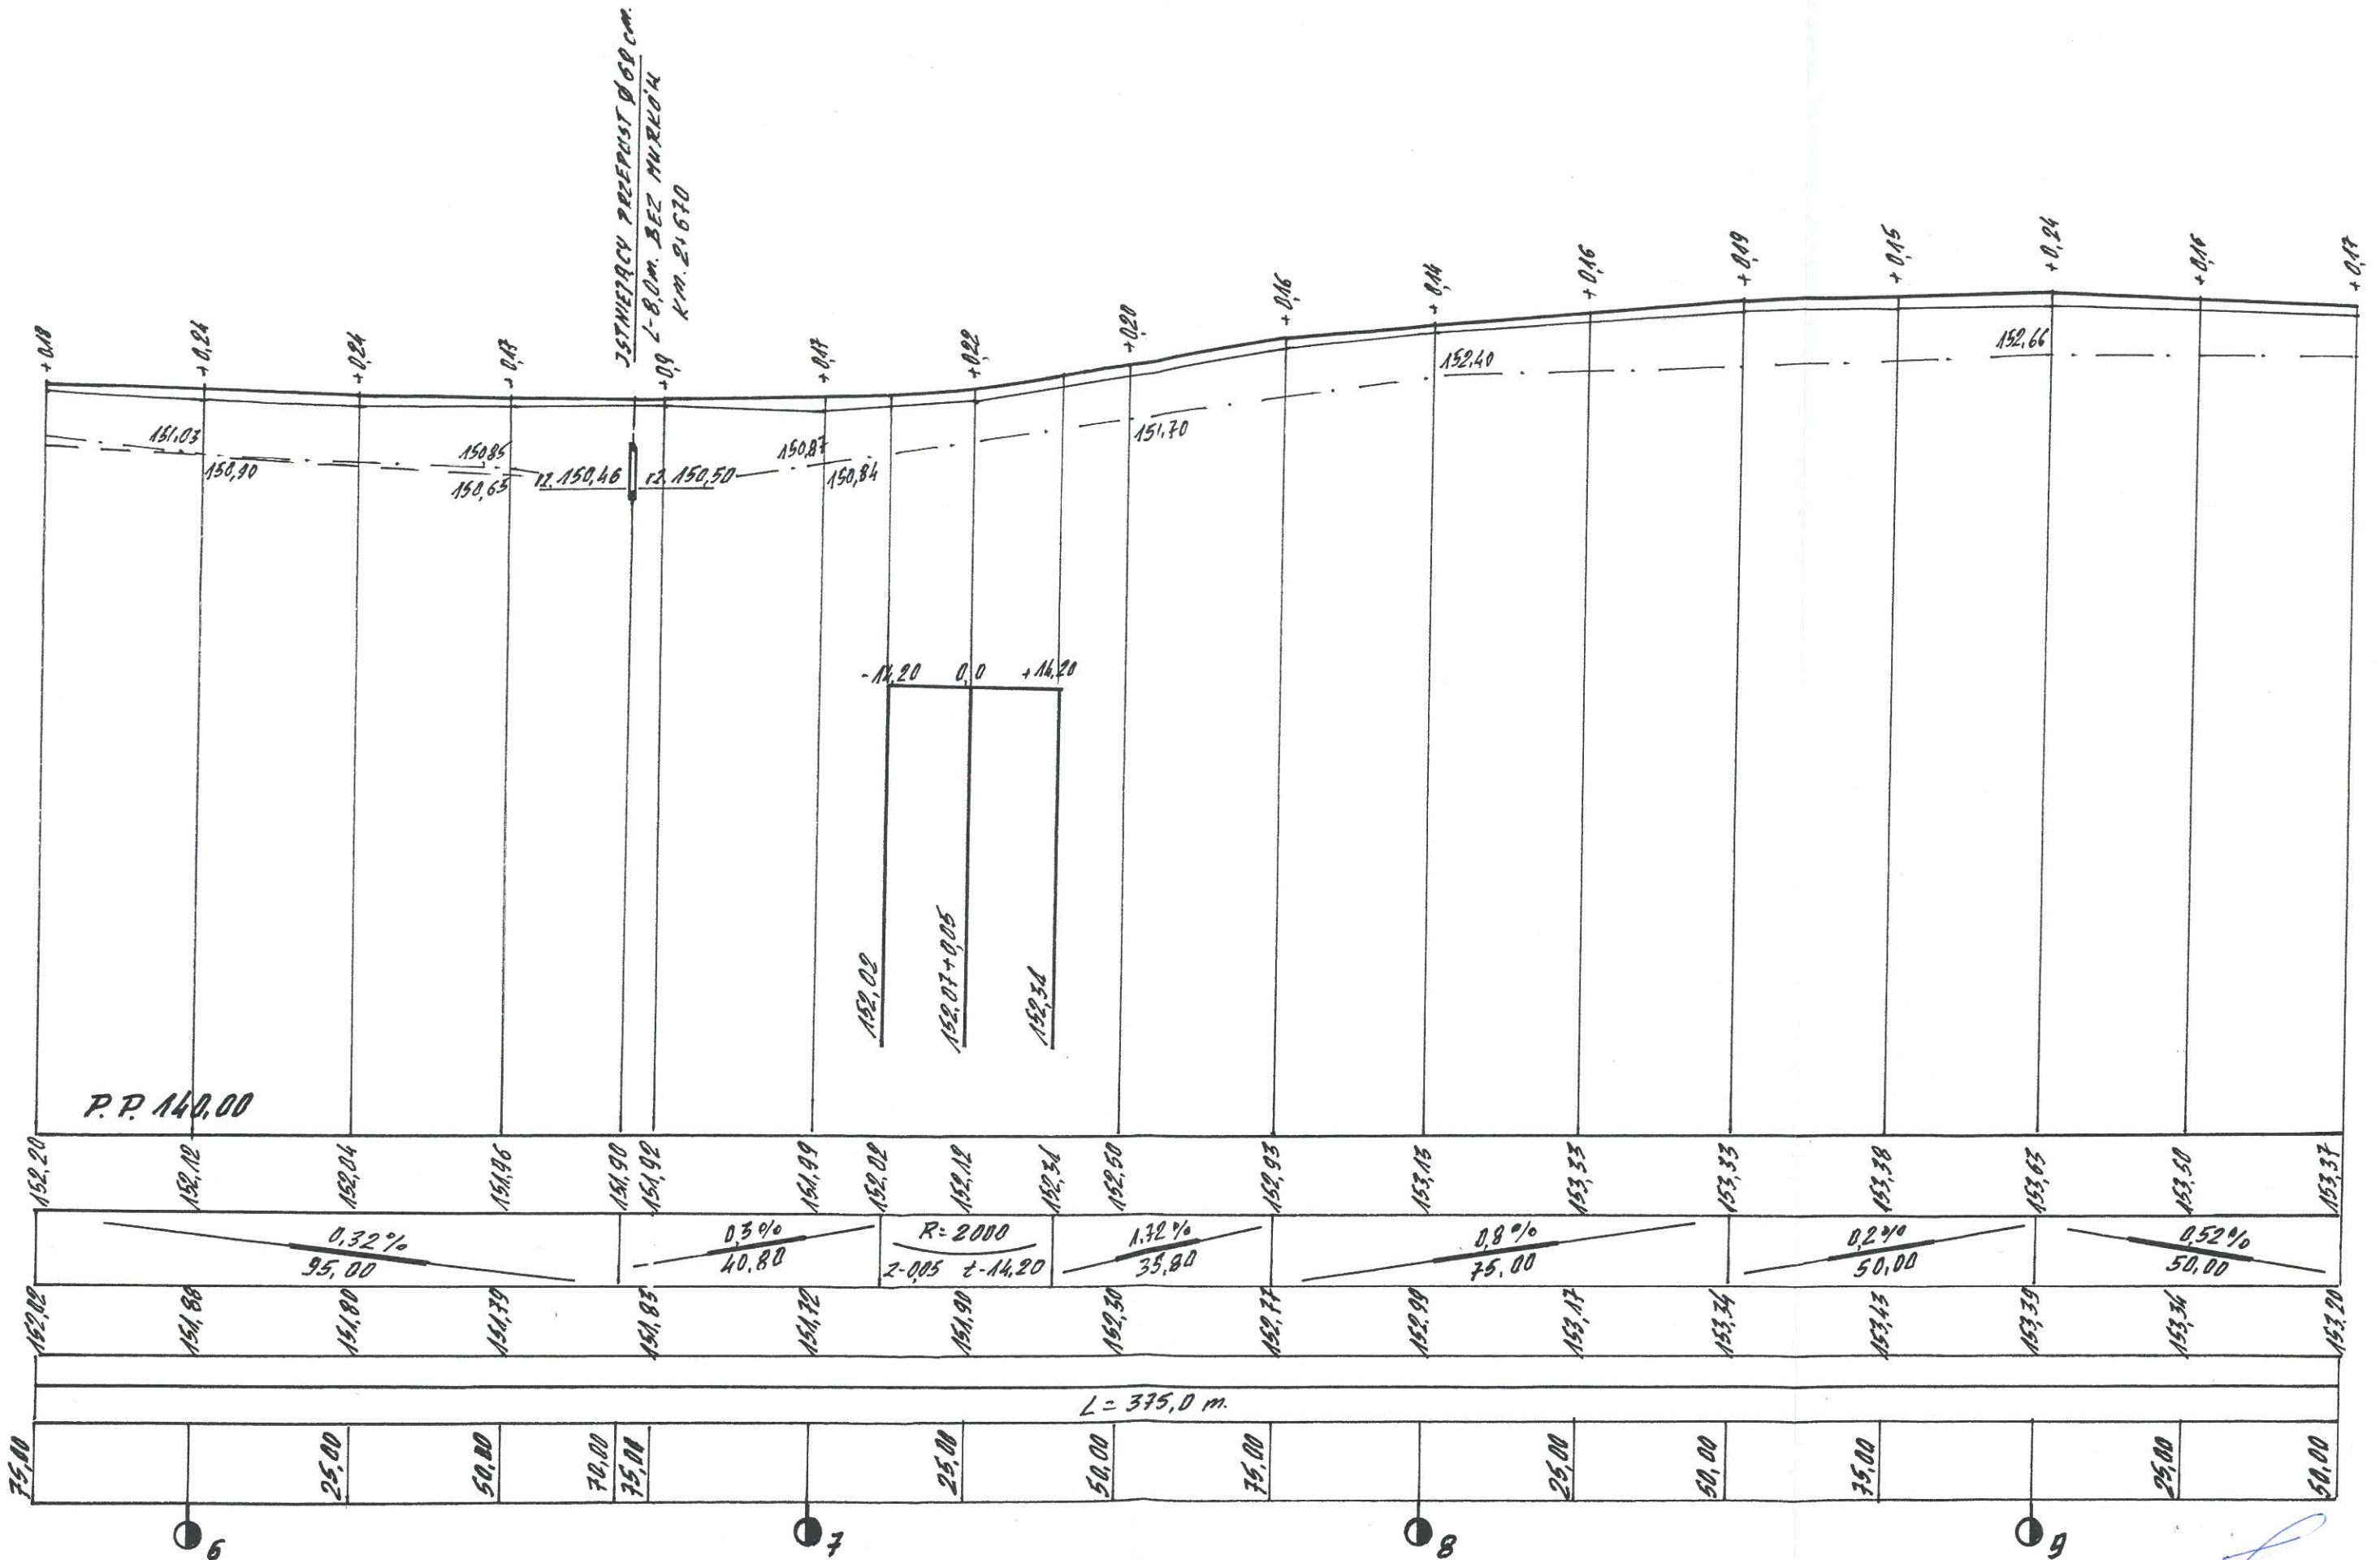 JSTNIEJĄCY PRZEPUST Ø 60 cm.
L-8,0m. BEZ MURKÓW
KM. 2+670
+0,18
+0,24
+0,24
+0,17
+0,9
+0,17
+0,22
+0,20
+0,16
+0,14
+0,16
+0,19
+0,15
+0,24
+0,16
+0,17
151,03
150,90
150,85
150,65
rz. 150,46
rz. 150,50
150,87
150,84
151,70
152,40
152,66
-14,20 0,0 +14,20
152,02
152,07+0,05
152,31
P.P. 140,00
152,20 152,12 152,04 151,96 151,90 151,92 151,99 152,02 152,12 152,31 152,50 152,93 153,13 153,33 153,33 153,38 153,63 153,50 153,37
0,32% 0,3% R=2000 1,72% 0,8% 0,2% 0,52%
95,00 40,80 z-0,05 t-14,20 35,80 75,00 50,00 50,00
152,02 151,88 151,80 151,79 151,83 151,72 151,90 152,30 152,77 152,99 153,17 153,34 153,43 153,39 153,34 153,20
L = 375,0 m.
75,00 25,00 50,00 70,00 75,00 25,00 50,00 75,00 25,00 50,00 75,00 25,00 50,00
6 7 8 9